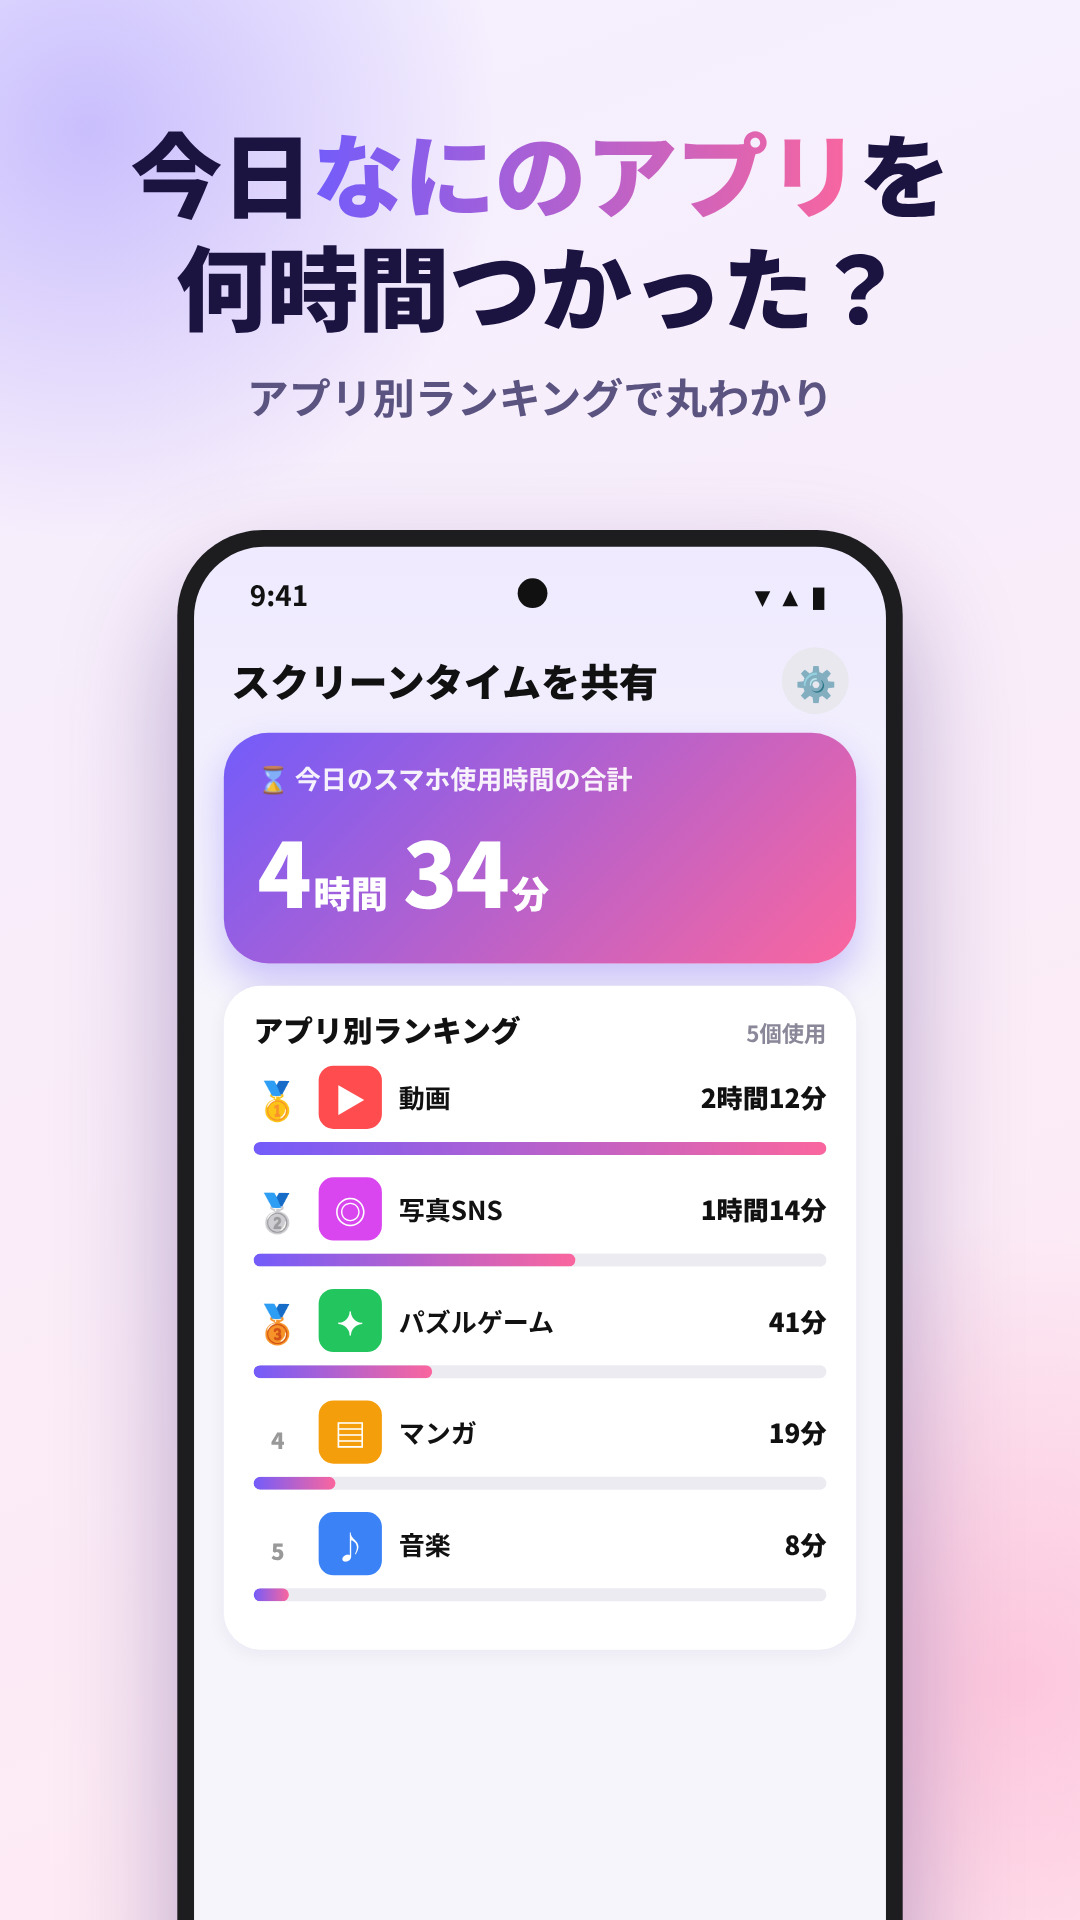 今日なにのアプリを
何時間つかった？
アプリ別ランキングで丸わかり
9:41
スクリーンタイムを共有
今日のスマホ使用時間の合計
4時間 34分
アプリ別ランキング 5個使用
1 動画 2時間12分
2 写真SNS 1時間14分
3 パズルゲーム 41分
4 マンガ 19分
5 音楽 8分